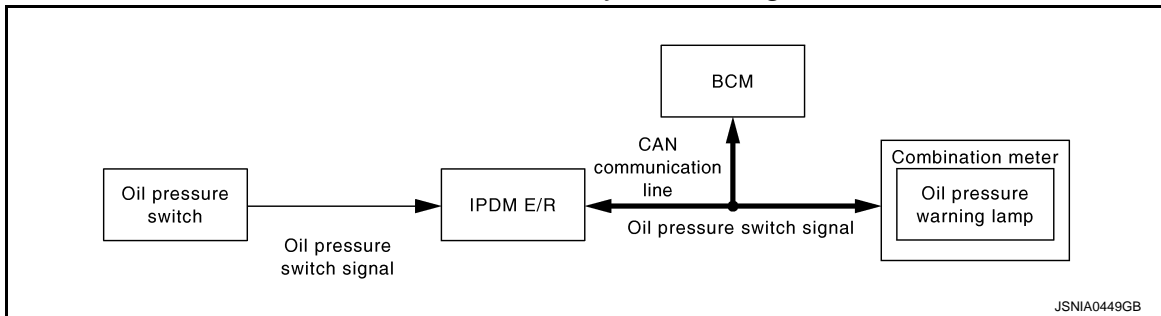 BCM
CAN
communication
line
Combination meter
Oil pressure
switch
IPDM E/R
Oil pressure
warning lamp
Oil pressure switch signal
Oil pressure
switch signal
JSNIA0449GB